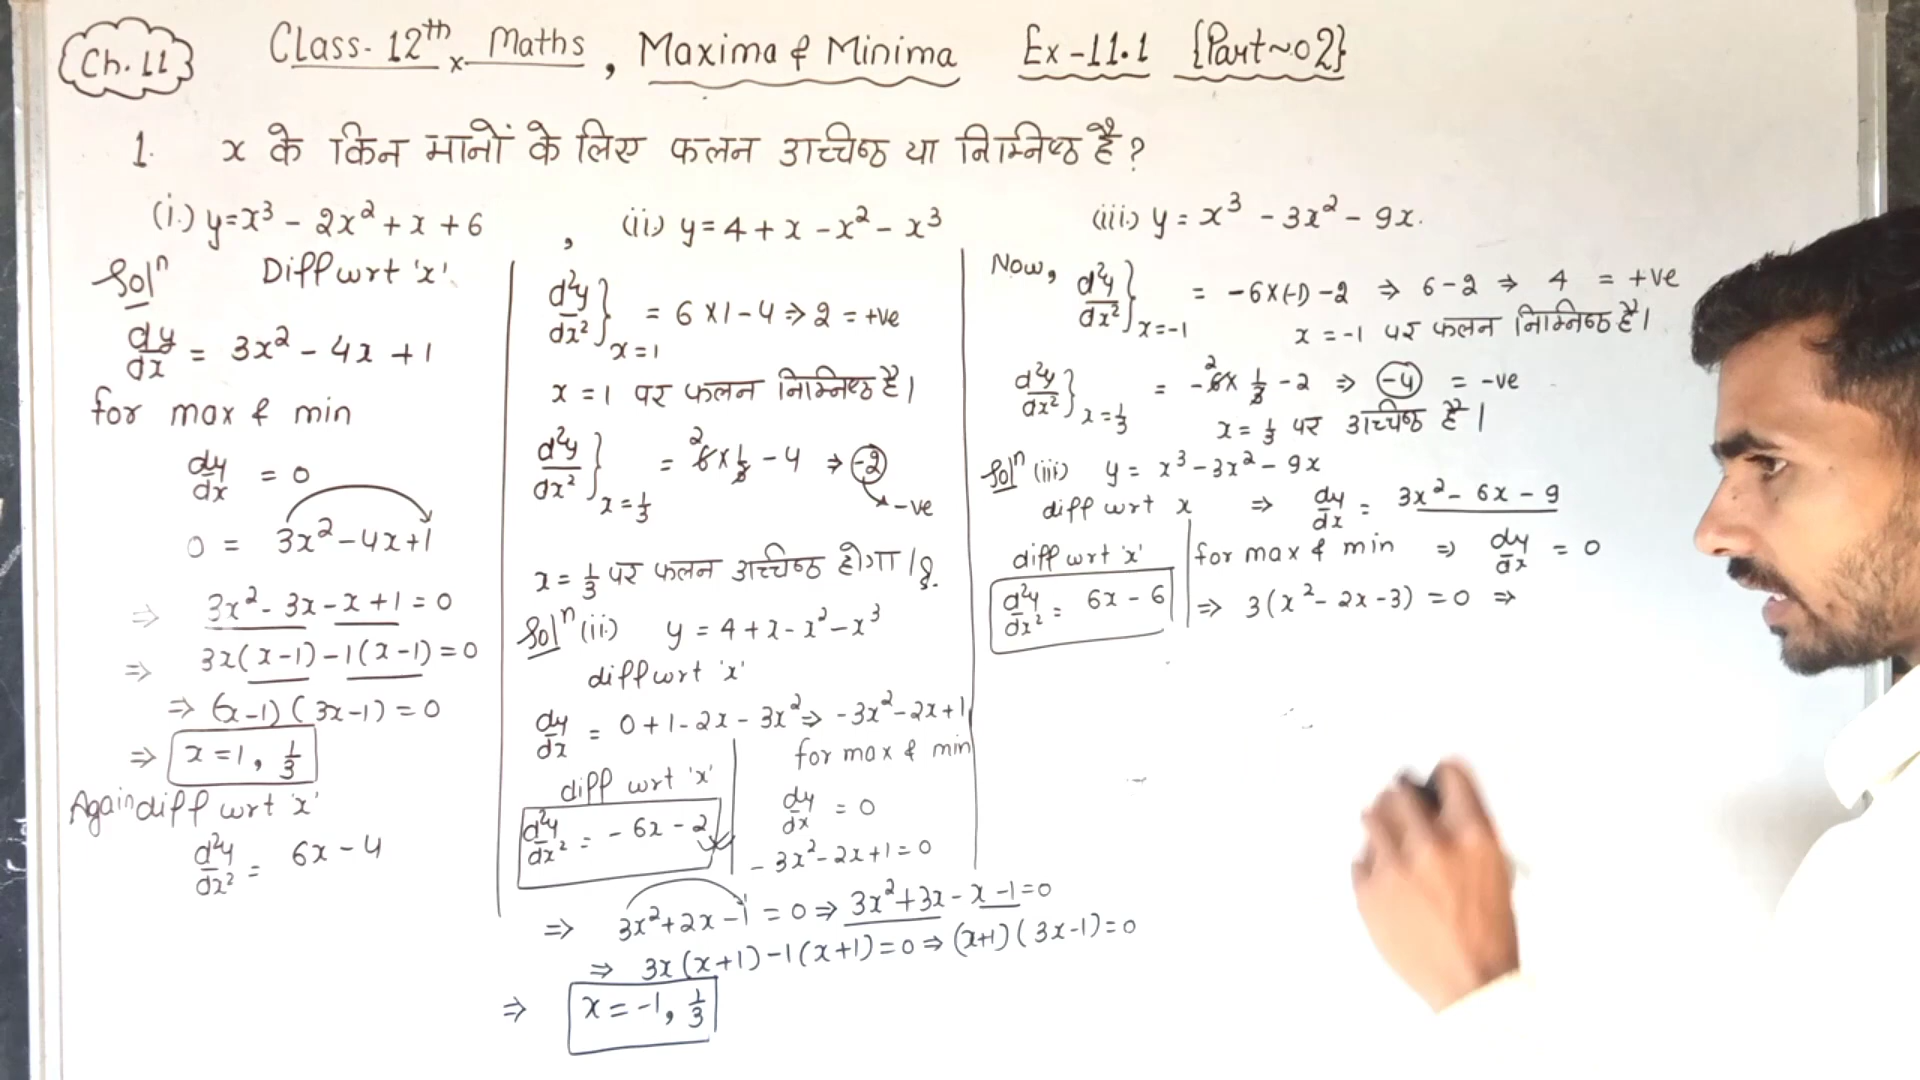 Ch. 11
Class-12th x Maths, Maxima & Minima Ex-11.1 {Part~02}
1. x के किन मानों के लिए फलन उच्चिष्ठ या निम्निष्ठ है?
(i.) y=x³ - 2x² + x + 6 , (ii) y=4 + x - x² - x³ (iii.) y = x³ - 3x² - 9x.
Solⁿ Diff wrt 'x'.
dy/dx = 3x² - 4x + 1
for max & min
dy/dx = 0
0 = 3x² - 4x + 1
⇒ 3x² - 3x - x + 1 = 0
⇒ 3x(x-1) - 1(x-1) = 0
⇒ (x-1)(3x-1) = 0
⇒ x = 1, 1/3
Again diff wrt 'x'
d²y/dx² = 6x - 4
d²y/dx²}x=1 = 6×1-4 ⇒ 2 = +ve
x = 1 पर फलन निम्निष्ठ है।
d²y/dx²}x=1/3 = 6²×1/3 - 4 ⇒ -2
-ve
x = 1/3 पर फलन उच्चिष्ठ होगा।
Solⁿ (ii.) y = 4 + x - x² - x³
diff wrt 'x'
dy/dx = 0 + 1 - 2x - 3x² ⇒ -3x² - 2x + 1
diff wrt 'x'
d²y/dx² = - 6x - 2
for max & min
dy/dx = 0
- 3x² - 2x + 1 = 0
⇒ 3x² + 2x - 1 = 0 ⇒ 3x² + 3x - x - 1 = 0
⇒ 3x(x+1) - 1(x+1) = 0 ⇒ (x+1)(3x-1) = 0
⇒ x = -1, 1/3
Now, d²y/dx²}x=-1 = -6×(-1) - 2 ⇒ 6-2 ⇒ 4 = +ve
x = -1 पर फलन निम्निष्ठ है।
d²y/dx²}x=1/3 = -6²×1/3 - 2 ⇒ -4 = -ve
x = 1/3 पर उच्चिष्ठ है।
Solⁿ (iii) y = x³ - 3x² - 9x
diff wrt x ⇒ dy/dx = 3x² - 6x - 9
diff wrt 'x'
d²y/dx² = 6x - 6
for max & min ⇒ dy/dx = 0
⇒ 3(x² - 2x - 3) = 0 ⇒